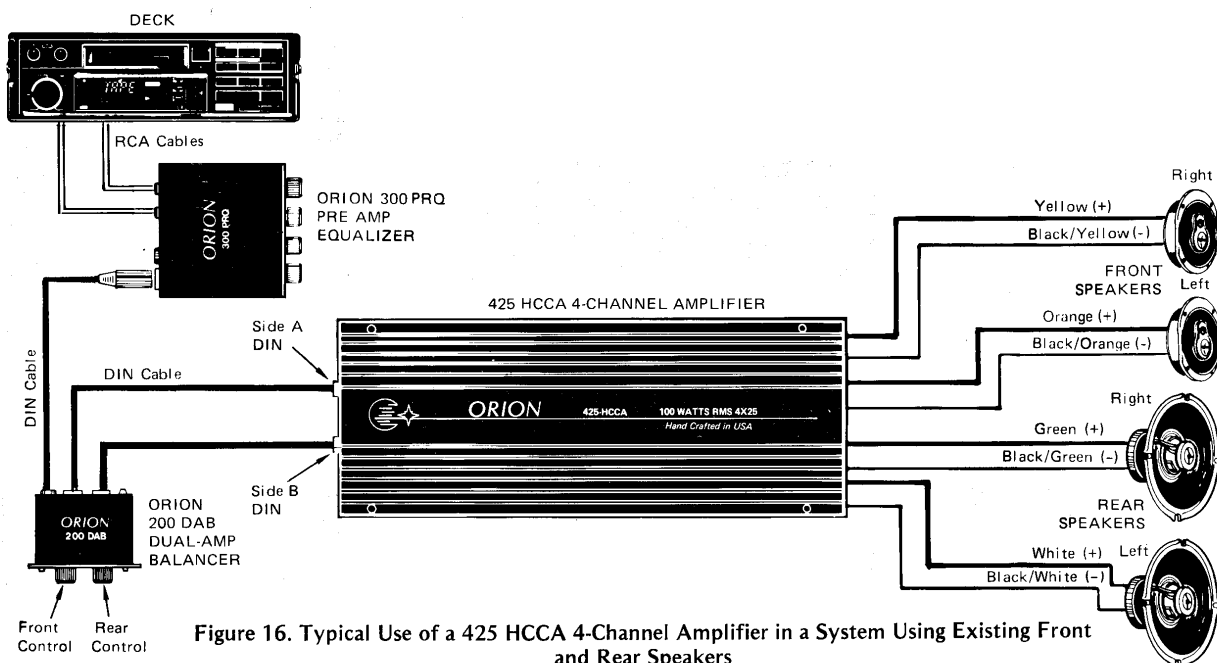 DECK
TAPE
RCA Cables
ORION
300 PRQ
ORION 300 PRQ
PRE AMP
EQUALIZER
DIN Cable
DIN Cable
Side A
DIN
Side B
DIN
425 HCCA 4-CHANNEL AMPLIFIER
ORION
425-HCCA
100 WATTS RMS 4X25
Hand Crafted in USA
ORION
200 DAB
ORION
200 DAB
DUAL-AMP
BALANCER
Front
Control
Rear
Control
Right
Yellow (+)
Black/Yellow (-)
FRONT
SPEAKERS
Left
Orange (+)
Black/Orange (-)
Right
Green (+)
Black/Green (-)
REAR
SPEAKERS
Left
White (+)
Black/White (-)
Figure 16. Typical Use of a 425 HCCA 4-Channel Amplifier in a System Using Existing Front
and Rear Speakers